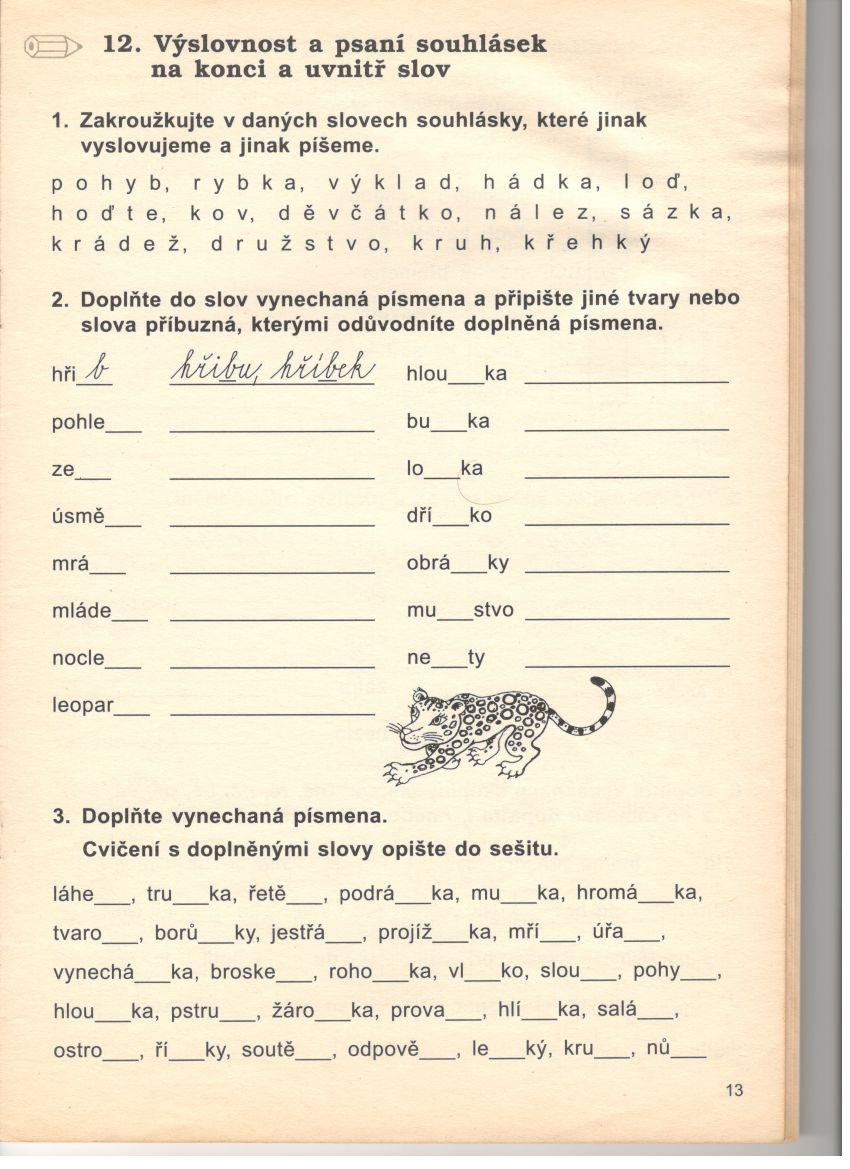 12. Výslovnost a psaní souhlásek
na konci a uvnitř slov
1. Zakroužkujte v daných slovech souhlásky, které jinak
vyslovujeme a jinak píšeme.
p o h y b, r y b k a, v ý k l a d, h á d k a, l o ď,
h o ď t e, k o v, d ě v č á t k o, n á l e z, s á z k a,
k r á d e ž, d r u ž s t v o, k r u h, k ř e h k ý
2. Doplňte do slov vynechaná písmena a připište jiné tvary nebo
slova příbuzná, kterými odůvodníte doplněná písmena.
hři b hřibu, hříbek hlou___ka
pohle___ bu___ka
ze___ lo___ka
úsmě___ dří___ko
mrá___ obrá___ky
mláde___ mu___stvo
nocle___ ne___ty
leopar___
3. Doplňte vynechaná písmena.
Cvičení s doplněnými slovy opište do sešitu.
láhe___, tru___ka, řetě___, podrá___ka, mu___ka, hromá___ka,
tvaro___, borů___ky, jestřá___, projíž___ka, mří___, úřa___,
vynechá___ka, broske___, roho___ka, vl___ko, slou___, pohy___,
hlou___ka, pstru___, žáro___ka, prova___, hlí___ka, salá___,
ostro___, ří___ky, soutě___, odpově___, le___ký, kru___, nů___
13